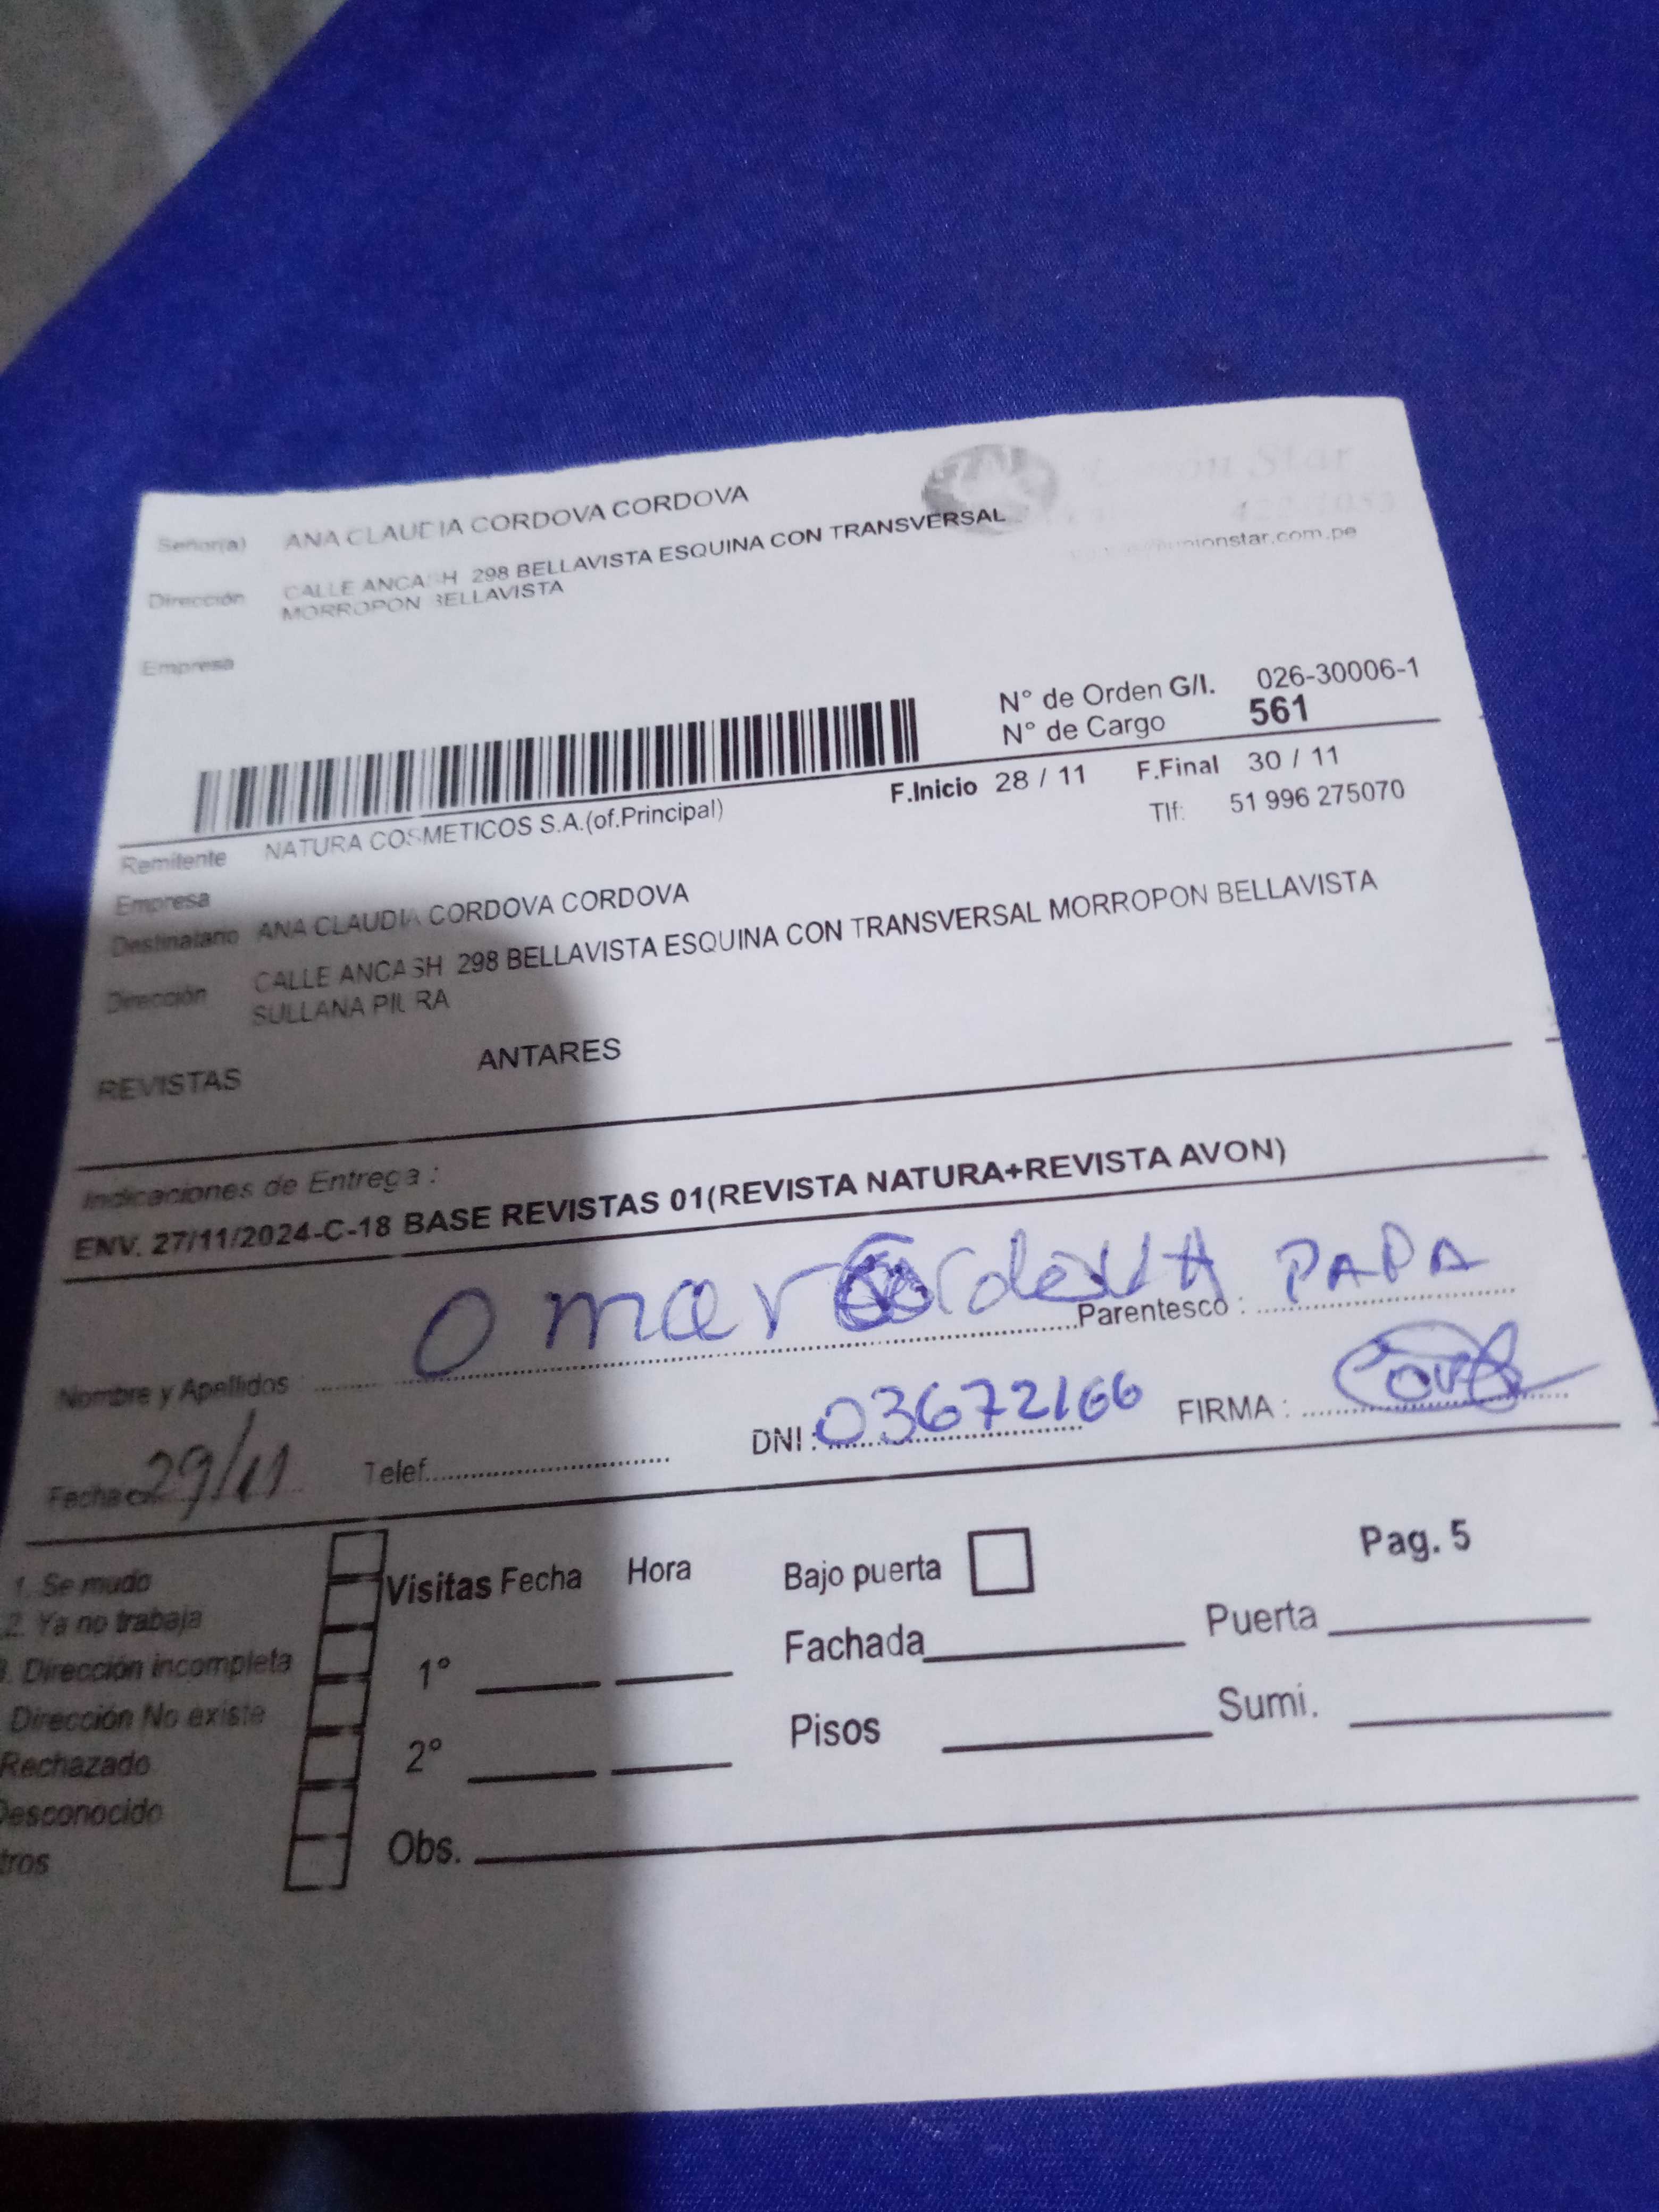 Señor(a) ANA CLAUDIA CORDOVA CORDOVA
Dirección CALLE ANCASH 298 BELLAVISTA ESQUINA CON TRANSVERSAL
MORROPON BELLAVISTA
Empresa
Star
onstar.com.pe
N° de Orden G/I. 026-30006-1
N° de Cargo 561
F.Inicio 28 / 11 F.Final 30 / 11
Remitente NATURA COSMETICOS S.A.(of.Principal) Tlf: 51 996 275070
Empresa
Destinatario ANA CLAUDIA CORDOVA CORDOVA
Dirección CALLE ANCASH 298 BELLAVISTA ESQUINA CON TRANSVERSAL MORROPON BELLAVISTA
SULLANA PIURA
REVISTAS ANTARES
Indicaciones de Entrega :
ENV. 27/11/2024-C-18 BASE REVISTAS 01(REVISTA NATURA+REVISTA AVON)
Nombre y Apellidos Omar CordovA Parentesco : PAPA
Fecha 29/11 Telef. DNI : 03672166 FIRMA :
1. Se mudo Visitas Fecha Hora Bajo puerta Pag. 5
2. Ya no trabaja Fachada Puerta
. Dirección incompleta 1°
Dirección No existe Pisos Sumi.
Rechazado 2°
Desconocido
tros Obs.